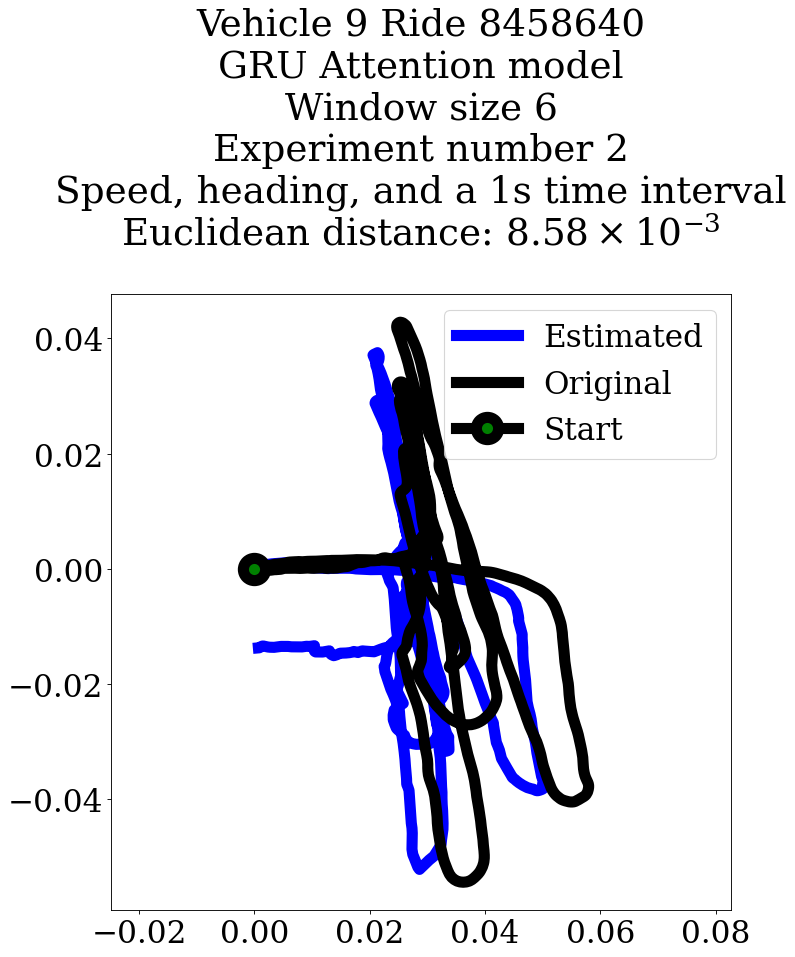 Vehicle 9 Ride 8458640
GRU Attention model
Window size 6
Experiment number 2
Speed, heading, and a 1s time interval
Euclidean distance: 8.58 × 10⁻³
Estimated
Original
Start
0.04
0.02
0.00
−0.02
−0.04
−0.02 0.00 0.02 0.04 0.06 0.08